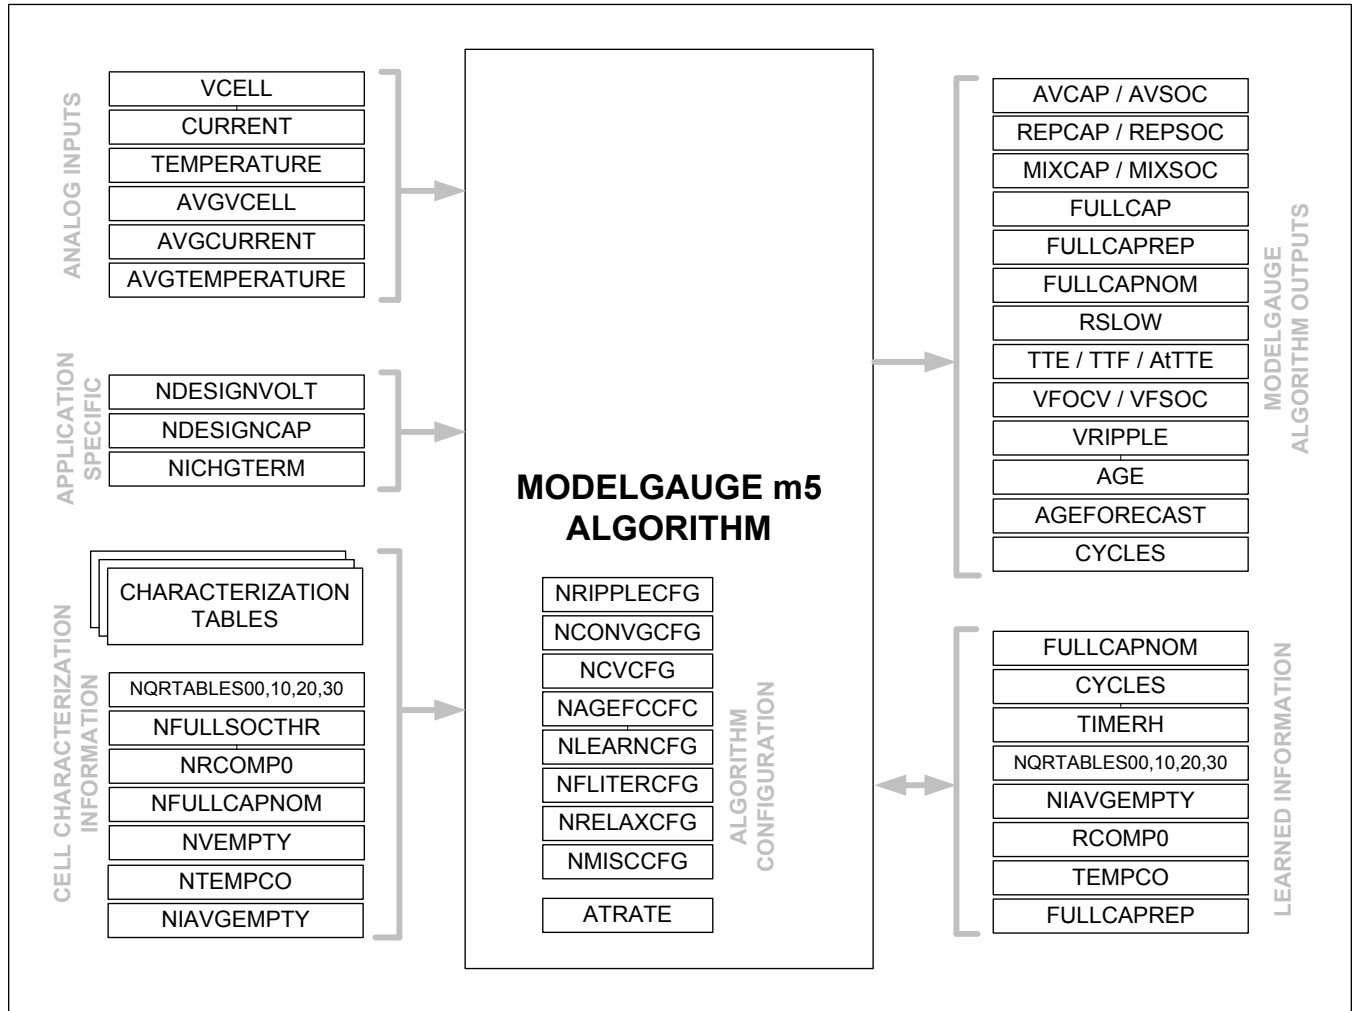 ANALOG INPUTS
VCELL
CURRENT
TEMPERATURE
AVGVCELL
AVGCURRENT
AVGTEMPERATURE
APPLICATION
SPECIFIC
NDESIGNVOLT
NDESIGNCAP
NICHGTERM
CELL CHARACTERIZATION
INFORMATION
CHARACTERIZATION
TABLES
NQRTABLES00,10,20,30
NFULLSOCTHR
NRCOMP0
NFULLCAPNOM
NVEMPTY
NTEMPCO
NIAVGEMPTY
MODELGAUGE m5
ALGORITHM
NRIPPLECFG
NCONVGCFG
NCVCFG
NAGEFCCFC
NLEARNCFG
NFLITERCFG
NRELAXCFG
NMISCCFG
ATRATE
ALGORITHM
CONFIGURATION
AVCAP / AVSOC
REPCAP / REPSOC
MIXCAP / MIXSOC
FULLCAP
FULLCAPREP
FULLCAPNOM
RSLOW
TTE / TTF / AtTTE
VFOCV / VFSOC
VRIPPLE
AGE
AGEFORECAST
CYCLES
MODELGAUGE
ALGORITHM OUTPUTS
FULLCAPNOM
CYCLES
TIMERH
NQRTABLES00,10,20,30
NIAVGEMPTY
RCOMP0
TEMPCO
FULLCAPREP
LEARNED INFORMATION